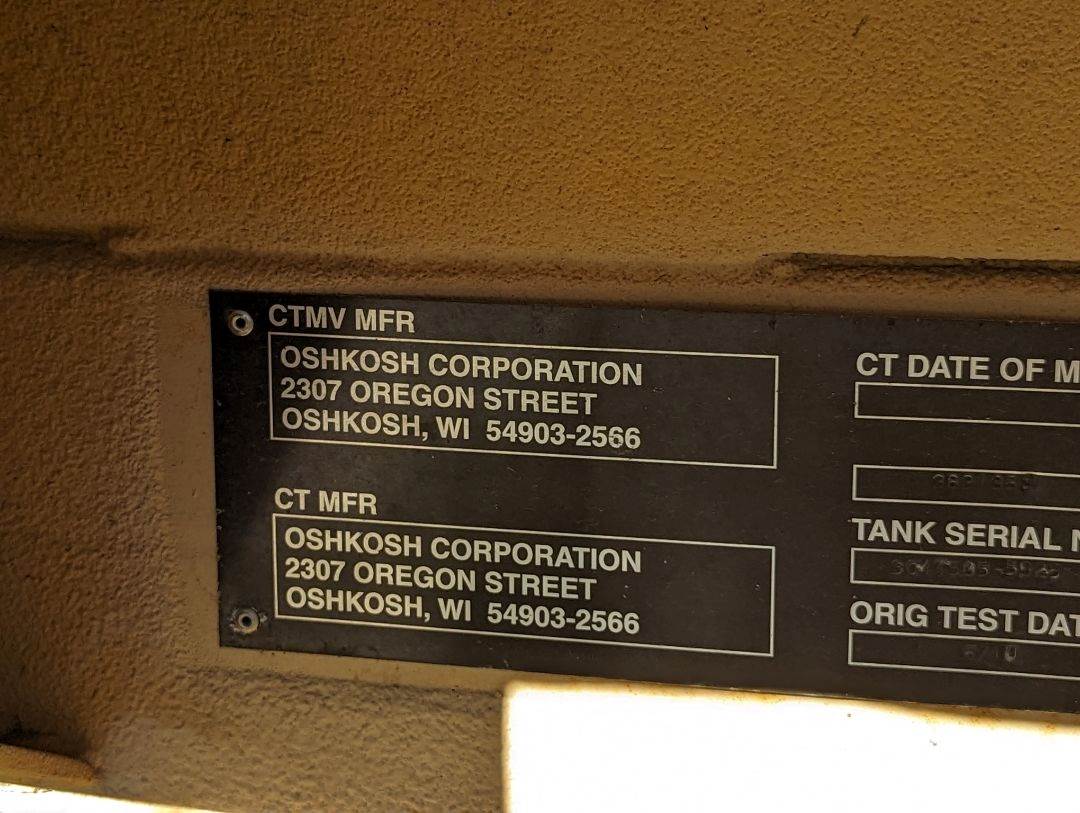 CTMV MFR
OSHKOSH CORPORATION
2307 OREGON STREET
OSHKOSH, WI 54903-2566
CT MFR
OSHKOSH CORPORATION
2307 OREGON STREET
OSHKOSH, WI 54903-2566
CT DATE OF M
TANK SERIAL N
ORIG TEST DAT